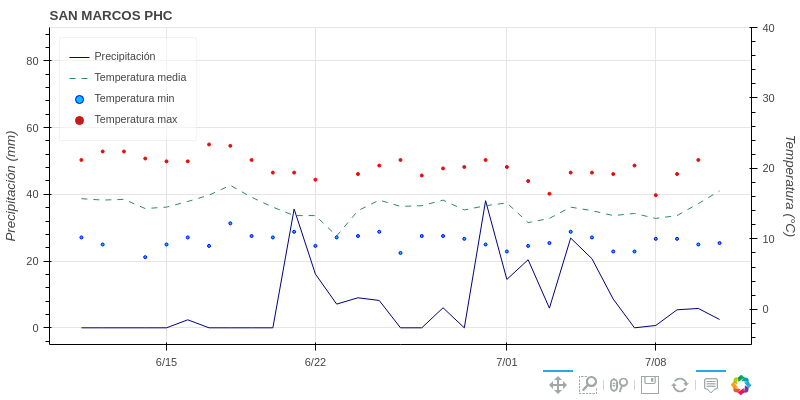 SAN MARCOS PHC
Precipitación
Temperatura media
Temperatura min
Temperatura max
Precipitación (mm)
80
60
40
20
0
Temperatura (°C)
40
30
20
10
0
6/15
6/22
7/01
7/08